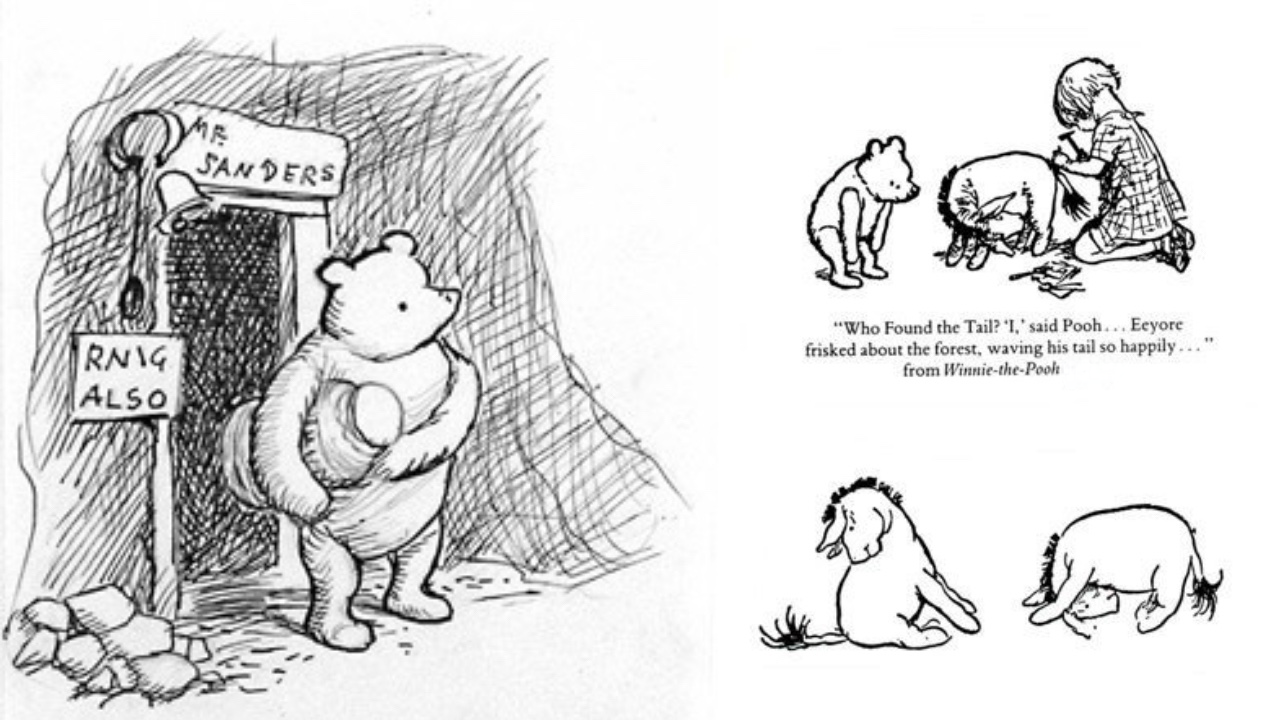 MR.
SANDERS
RNIG
ALSO
“Who Found the Tail? ‘I,’ said Pooh . . . Eeyore
frisked about the forest, waving his tail so happily . . . ”
from Winnie-the-Pooh